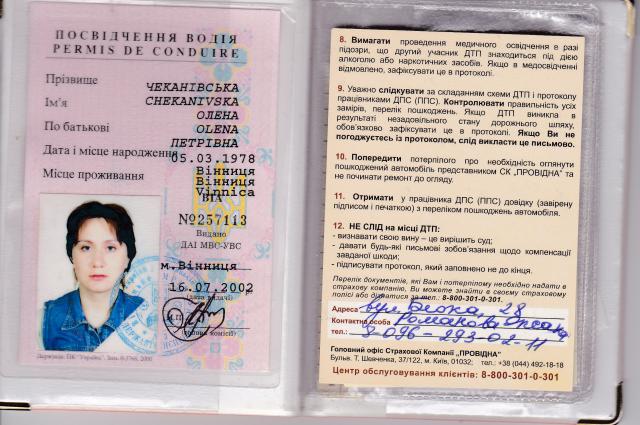 ПОСВІДЧЕННЯ ВОДІЯ
PERMIS DE CONDUIRE
Прізвище
ЧЕКАНІВСЬКА
Ім'я
CHEKANIVSKA
ОЛЕНА
По батькові
OLENA
ПЕТРІВНА
Дата і місце народження
05.03.1978
Вінниця
Місце проживання
Вінниця
Vinnica
ВІА
№257113
Видано
ДАІ МВС-УВС
м.Вінниця
16.07.2002
(дата видачі)
М.П.
8. Вимагати проведення медичного освідчення в разі
підозри, що другий учасник ДТП знаходиться під дією
алкоголю або наркотичних засобів. Якщо в медосвідченні
відмовлено, зафіксувати це в протоколі.
9. Уважно слідкувати за складанням схеми ДТП і протоколу
працівниками ДПС (ППС). Контролювати правильність усіх
замірів, перелік пошкоджень. Якщо ДТП виникла в
результаті незадовільного стану дорожнього шляху,
обов'язково зафіксуйте це в протоколі. Якщо Ви не
погоджуєтесь із протоколом, слід викласти це письмово.
10. Попередити потерпілого про необхідність оглянути
пошкоджений автомобіль представником СК „ПРОВІДНА" та
не починати ремонт до огляду.
11. Отримати у працівника ДАС (ППС) довідку (завірену
підписом і печаткою) з переліком пошкоджень автомобіля.
12. НЕ СЛІД на місці ДТП:
- визнавати свою вину – це вирішить суд;
- давати будь-які письмові зобов'язання щодо компенсації
завданої шкоди;
- підписувати протокол, який заповнено не до кінця.
Перелік документів, які Вам і потерпілому необхідно надати в
страхову компанію, Ви можете знайти в своєму страховому
полісі або дізнатися за тел.: 8-800-301-0-301.
Адреса вул. 28
Контактна особа
тел.: 8-096-293-02-11
Головний офіс Страхової Компанії „ПРОВІДНА"
Бульв. Т. Шевченка, 37/122, м. Київ, 01032; тел.: +38 (044) 492-18-18
Центр обслуговування клієнтів: 8-800-301-0-301